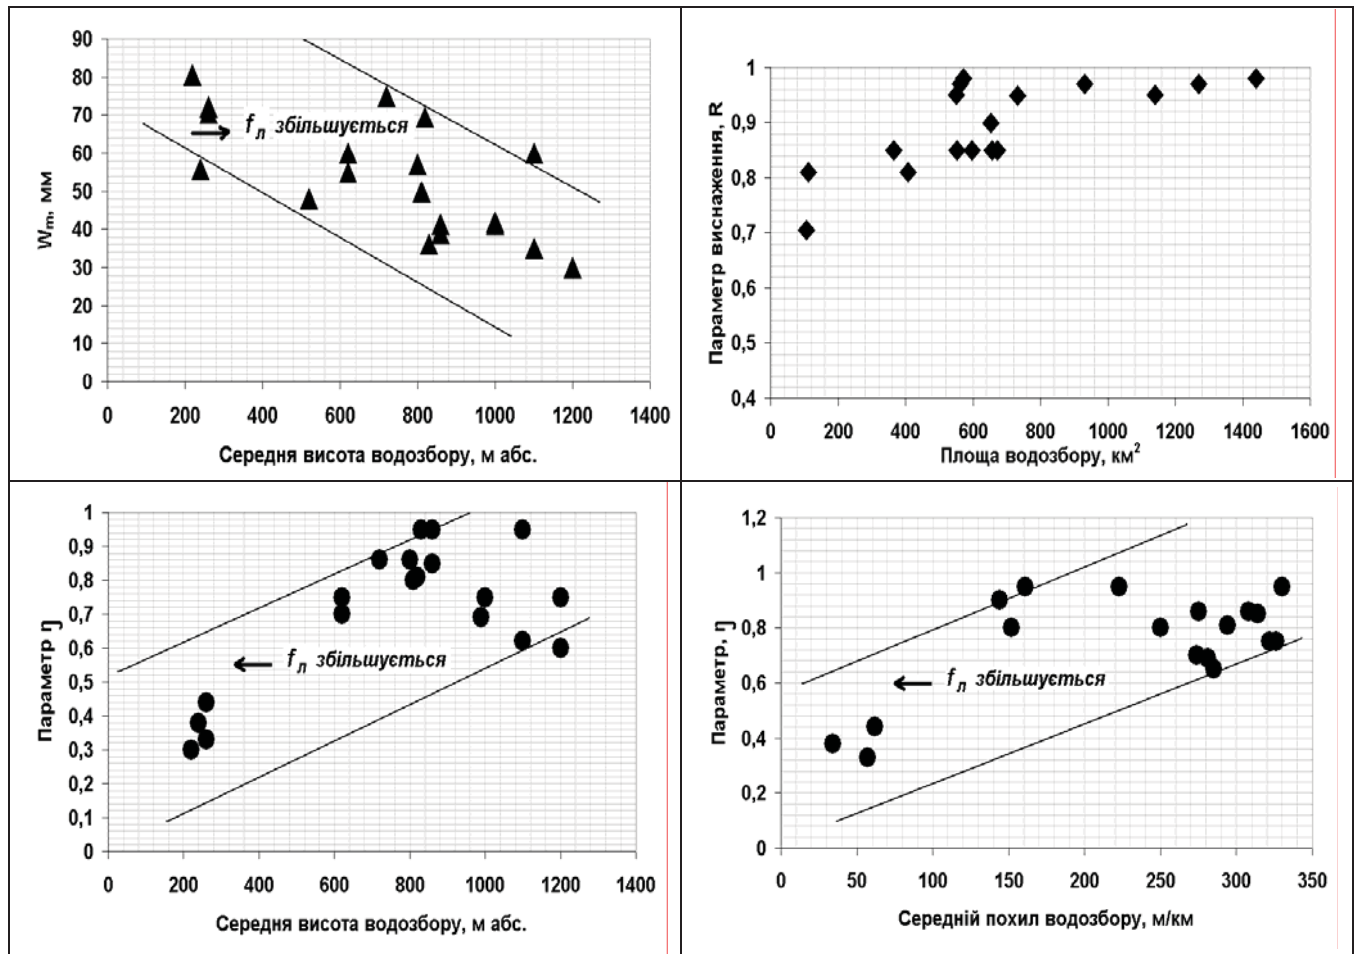 90
80
70
60
50
40
30
20
10
0
Wₘ, мм
fл збільшується
0 200 400 600 800 1000 1200 1400
Середня висота водозбору, м абс.
1
0,9
0,8
0,7
0,6
0,5
0,4
Параметр виснаження, R
0 200 400 600 800 1000 1200 1400 1600
Площа водозбору, км²
1
0,9
0,8
0,7
0,6
0,5
0,4
0,3
0,2
0,1
0
Параметр η
fл збільшується
0 200 400 600 800 1000 1200 1400
Середня висота водозбору, м абс.
1,2
1
0,8
0,6
0,4
0,2
0
Параметр, η
fл збільшується
0 50 100 150 200 250 300 350
Середній похил водозбору, м/км